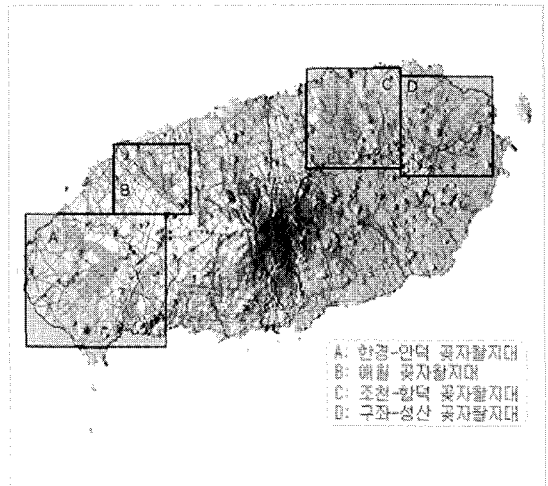 C D
B
A
A: 한경-안덕 곶자왈지대
B: 애월 곶자왈지대
C: 조천-함덕 곶자왈지대
D: 구좌-성산 곶자왈지대